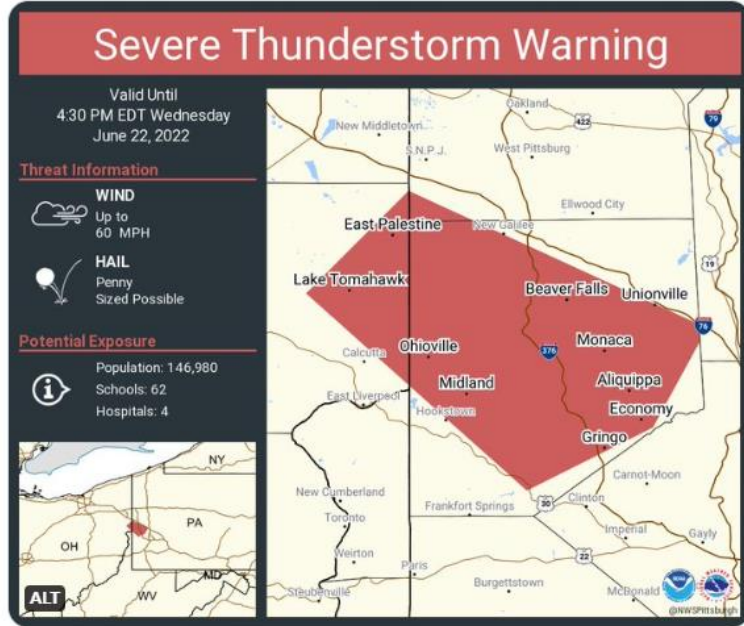 Severe Thunderstorm Warning
Valid Until
4:30 PM EDT Wednesday
June 22, 2022
Threat Information
WIND
Up to
60 MPH
HAIL
Penny
Sized Possible
Potential Exposure
Population: 146,980
Schools: 62
Hospitals: 4
NY
PA
OH
MD
WV
ALT
Oakland
79
New Middletown
422
S.N.P.J.
West Pittsburg
Ellwood City
East Palestine
New Galilee
19
Lake Tomahawk
Beaver Falls
Unionville
76
Ohioville
Monaca
376
Calcutta
Midland
Aliquippa
East Liverpool
Hookstown
Economy
Gringo
Carnot-Moon
New Cumberland
30
Clinton
Frankfort Springs
Toronto
Imperial
Gayly
Weirton
22
Paris
Steubenville
Burgettstown
McDonald
NOAA
@NWSPittsburgh